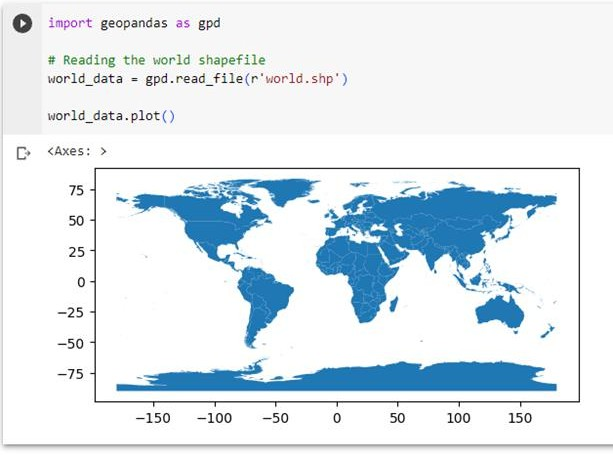 import geopandas as gpd
# Reading the world shapefile
world_data = gpd.read_file(r'world.shp')
world_data.plot()
<Axes: >
75
50
25
0
−25
−50
−75
−150 −100 −50 0 50 100 150